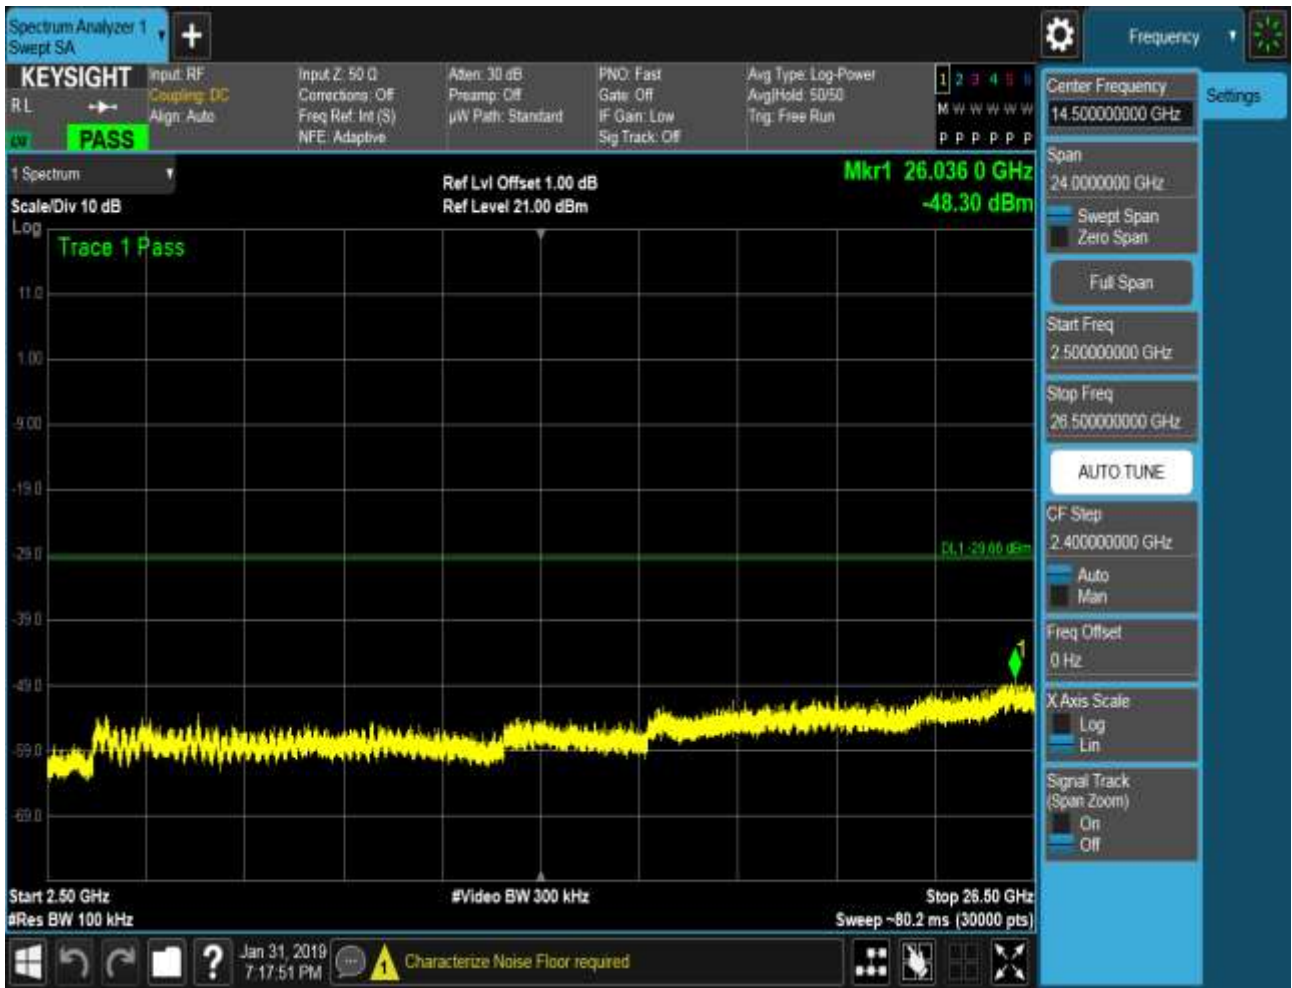 Spectrum Analyzer 1
Swept SA
Frequency
KEYSIGHT
R L
PASS
Input: RF
Coupling: DC
Align: Auto
Input Z: 50 Ω
Corrections: Off
Freq Ref: Int (S)
NFE: Adaptive
Atten: 30 dB
Preamp: Off
µW Path: Standard
PNO: Fast
Gate: Off
IF Gain: Low
Sig Track: Off
Avg Type: Log-Power
Avg|Hold: 50/50
Trig: Free Run
1 2 3 4 5 6
M W W W W W
P P P P P P
1 Spectrum
Scale/Div 10 dB
Ref Lvl Offset 1.00 dB
Ref Level 21.00 dBm
Mkr1 26.036 0 GHz
-48.30 dBm
Log
Trace 1 Pass
11.0
1.00
-9.00
-19.0
-29.0
DL1 -29.66 dBm
-39.0
1
-49.0
-59.0
-69.0
Start 2.50 GHz
#Video BW 300 kHz
Stop 26.50 GHz
#Res BW 100 kHz
Sweep ~80.2 ms (30000 pts)
Center Frequency
14.500000000 GHz
Settings
Span
24.0000000 GHz
Swept Span
Zero Span
Full Span
Start Freq
2.500000000 GHz
Stop Freq
26.500000000 GHz
AUTO TUNE
CF Step
2.400000000 GHz
Auto
Man
Freq Offset
0 Hz
X Axis Scale
Log
Lin
Signal Track
(Span Zoom)
On
Off
?
Jan 31, 2019
7:17:51 PM
1
Characterize Noise Floor required